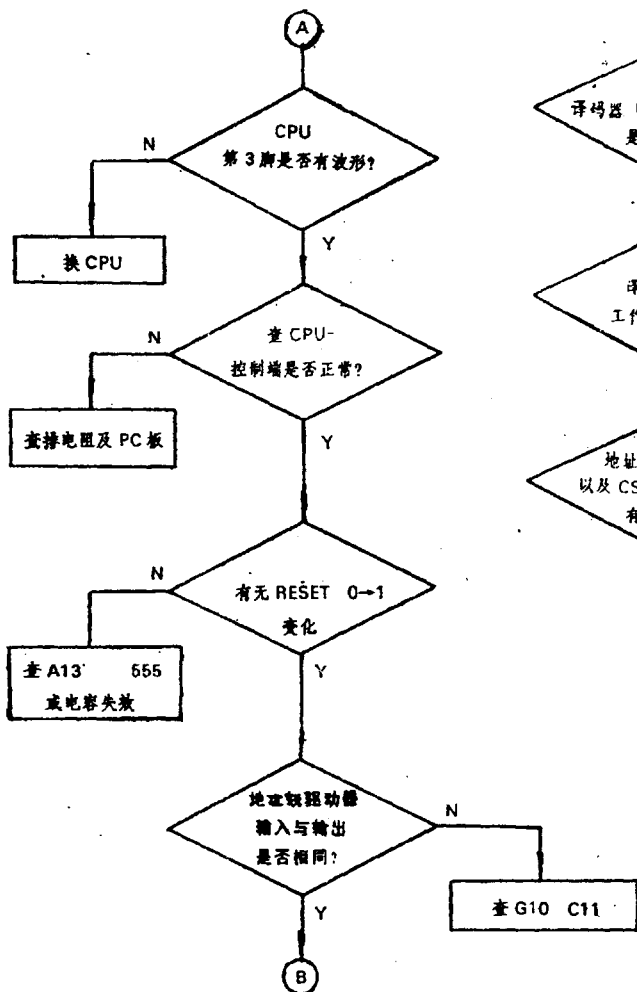 A
CPU
第3脚是否有波形?
N
Y
换CPU
查CPU-
控制端是否正常?
N
Y
查排电阻及PC板
有无RESET 0→1
变化
N
Y
查A13 555
或电容失效
地址线驱动器
输入与输出
是否相同?
N
Y
查G10 C11
B
译码器
是
译
工作
地址
以及CS
有